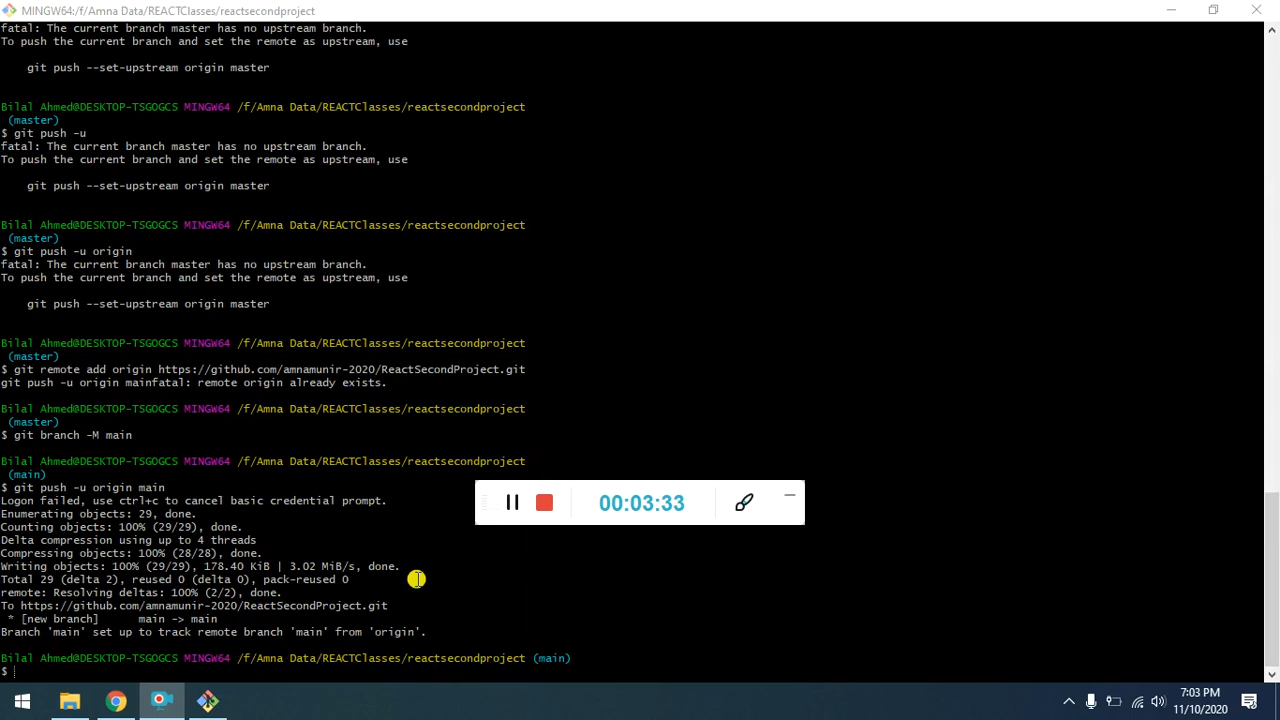 MINGW64:/f/Amna Data/REACTClasses/reactsecondproject
fatal: The current branch master has no upstream branch.
To push the current branch and set the remote as upstream, use
git push --set-upstream origin master
Bilal Ahmed@DESKTOP-TSGOGCS MINGW64 /f/Amna Data/REACTClasses/reactsecondproject
(master)
$ git push -u
fatal: The current branch master has no upstream branch.
To push the current branch and set the remote as upstream, use
git push --set-upstream origin master
Bilal Ahmed@DESKTOP-TSGOGCS MINGW64 /f/Amna Data/REACTClasses/reactsecondproject
(master)
$ git push -u origin
fatal: The current branch master has no upstream branch.
To push the current branch and set the remote as upstream, use
git push --set-upstream origin master
Bilal Ahmed@DESKTOP-TSGOGCS MINGW64 /f/Amna Data/REACTClasses/reactsecondproject
(master)
$ git remote add origin https://github.com/amnamunir-2020/ReactSecondProject.git
git push -u origin mainfatal: remote origin already exists.
Bilal Ahmed@DESKTOP-TSGOGCS MINGW64 /f/Amna Data/REACTClasses/reactsecondproject
(master)
$ git branch -M main
Bilal Ahmed@DESKTOP-TSGOGCS MINGW64 /f/Amna Data/REACTClasses/reactsecondproject
(main)
$ git push -u origin main
Logon failed, use ctrl+c to cancel basic credential prompt.
Enumerating objects: 29, done.
Counting objects: 100% (29/29), done.
Delta compression using up to 4 threads
Compressing objects: 100% (28/28), done.
Writing objects: 100% (29/29), 178.40 KiB | 3.02 MiB/s, done.
Total 29 (delta 2), reused 0 (delta 0), pack-reused 0
remote: Resolving deltas: 100% (2/2), done.
To https://github.com/amnamunir-2020/ReactSecondProject.git
* [new branch] main -> main
Branch 'main' set up to track remote branch 'main' from 'origin'.
Bilal Ahmed@DESKTOP-TSGOGCS MINGW64 /f/Amna Data/REACTClasses/reactsecondproject (main)
$
00:03:33
7:03 PM
11/10/2020